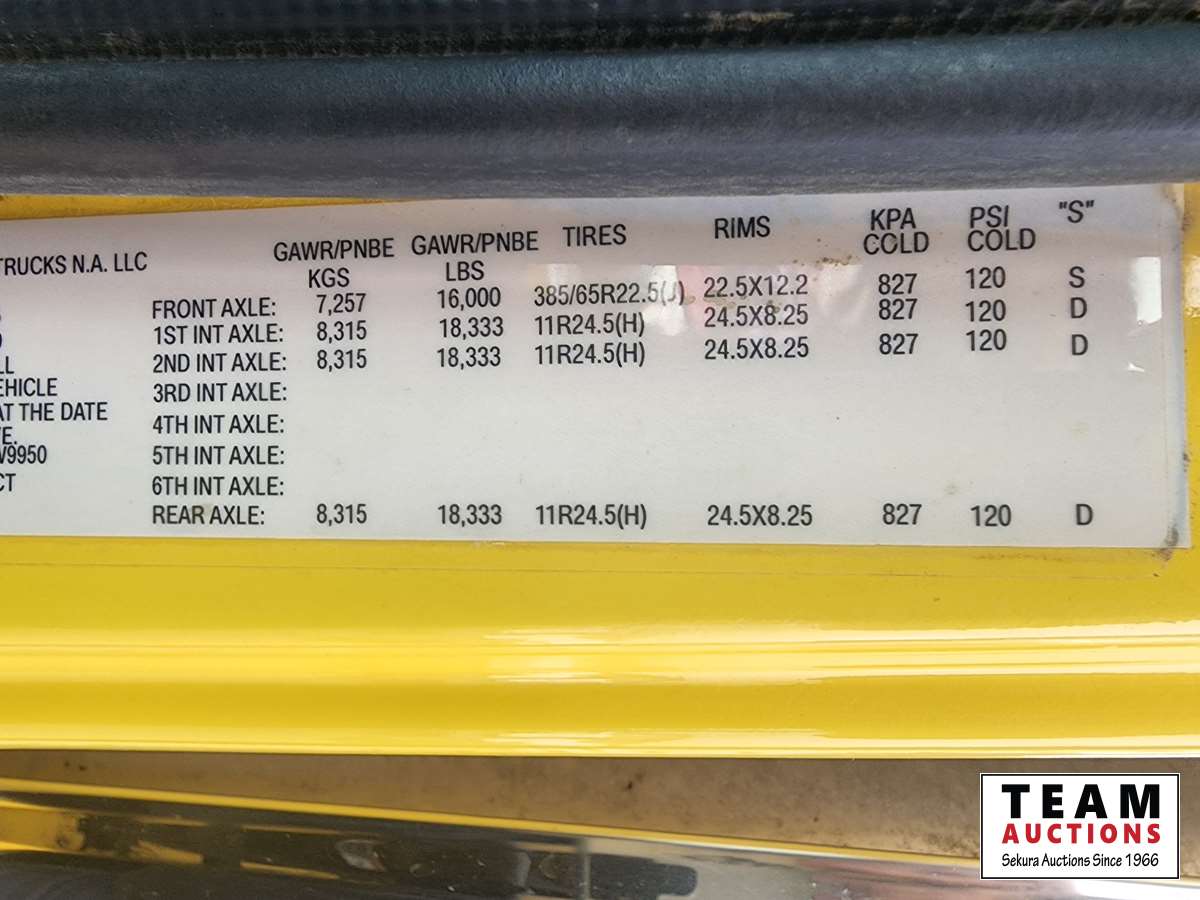 GAWR/PNBE GAWR/PNBE TIRES RIMS KPA PSI "S"
TRUCKS N.A. LLC KGS LBS COLD COLD
FRONT AXLE: 7,257 16,000 385/65R22.5(J) 22.5X12.2 827 120 S
1ST INT AXLE: 8,315 18,333 11R24.5(H) 24.5X8.25 827 120 D
LL 2ND INT AXLE: 8,315 18,333 11R24.5(H) 24.5X8.25 827 120 D
EHICLE 3RD INT AXLE:
AT THE DATE 4TH INT AXLE:
E.
9950 5TH INT AXLE:
CT 6TH INT AXLE:
REAR AXLE: 8,315 18,333 11R24.5(H) 24.5X8.25 827 120 D
TEAM
AUCTIONS
Sekura Auctions Since 1966